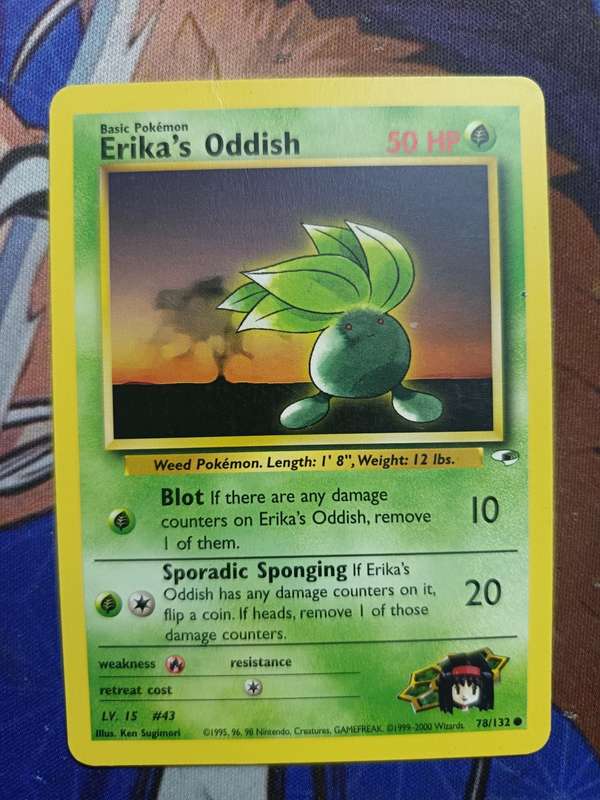 Basic Pokémon
Erika's Oddish 50 HP
Weed Pokémon. Length: 1' 8", Weight: 12 lbs.
Blot If there are any damage
counters on Erika's Oddish, remove
1 of them.
10
Sporadic Sponging If Erika's
Oddish has any damage counters on it,
flip a coin. If heads, remove 1 of those
damage counters.
20
weakness resistance
retreat cost
LV. 15 #43
Illus. Ken Sugimori ©1995, 96, 98 Nintendo, Creatures, GAMEFREAK. ©1999-2000 Wizards. 78/132